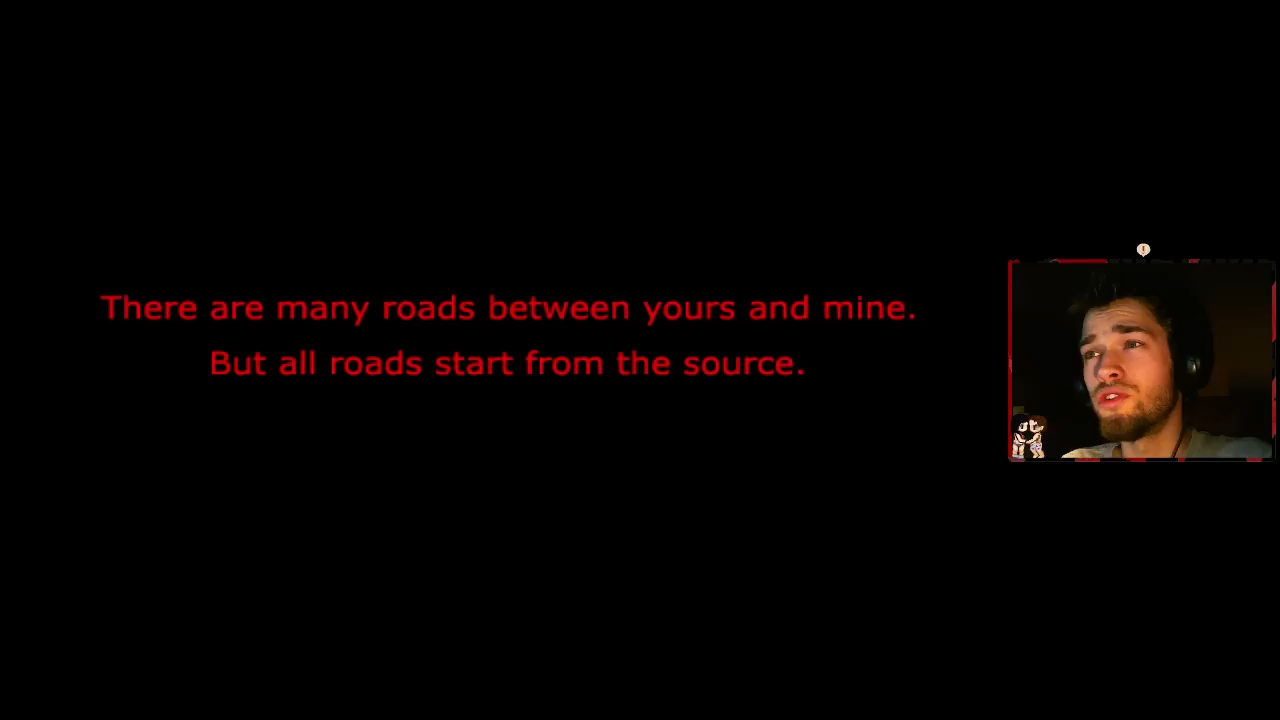 There are many roads between yours and mine.
But all roads start from the source.